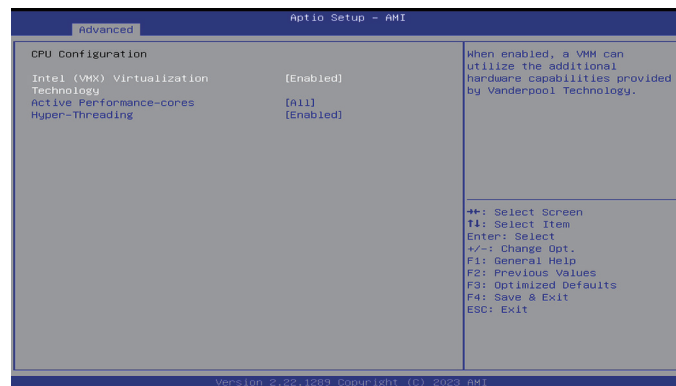 Aptio Setup – AMI
Advanced
CPU Configuration
Intel (VMX) Virtualization [Enabled]
Technology
Active Performance-cores [All]
Hyper-Threading [Enabled]
When enabled, a VMM can
utilize the additional
hardware capabilities provided
by Vanderpool Technology.
→←: Select Screen
↑↓: Select Item
Enter: Select
+/-: Change Opt.
F1: General Help
F2: Previous Values
F3: Optimized Defaults
F4: Save & Exit
ESC: Exit
Version 2.22.1289 Copyright (C) 2023 AMI